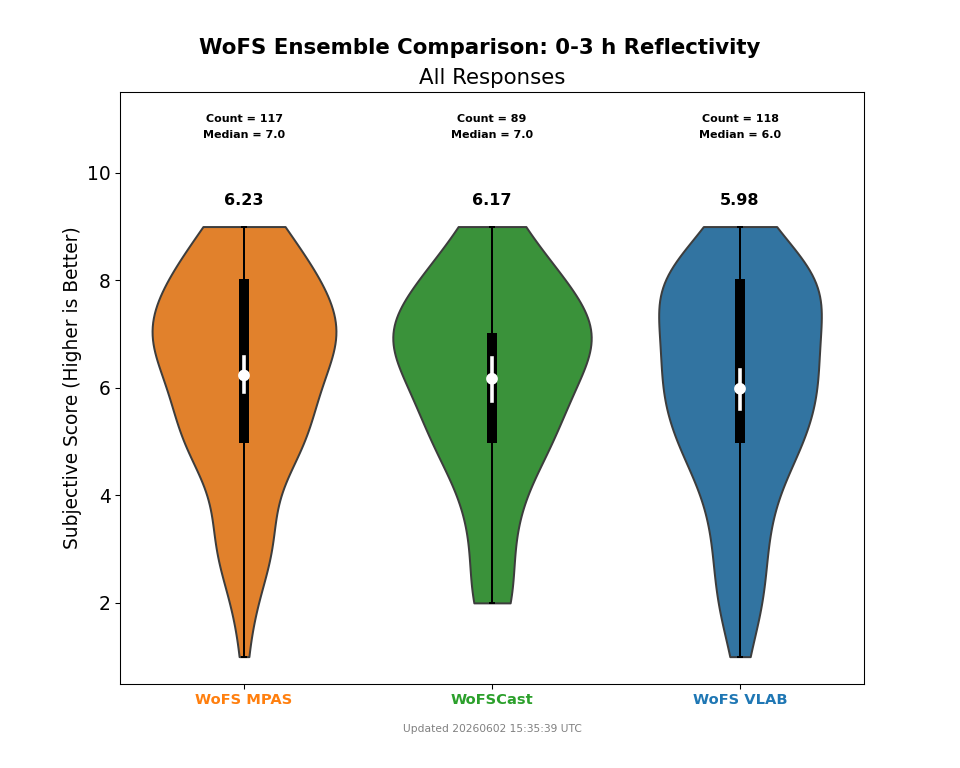 WoFS Ensemble Comparison: 0-3 h Reflectivity
All Responses
Count = 117
Median = 7.0
Count = 89
Median = 7.0
Count = 118
Median = 6.0
6.23
6.17
5.98
10
8
6
4
2
Subjective Score (Higher is Better)
WoFS MPAS
WoFSCast
WoFS VLAB
Updated 20260602 15:35:39 UTC